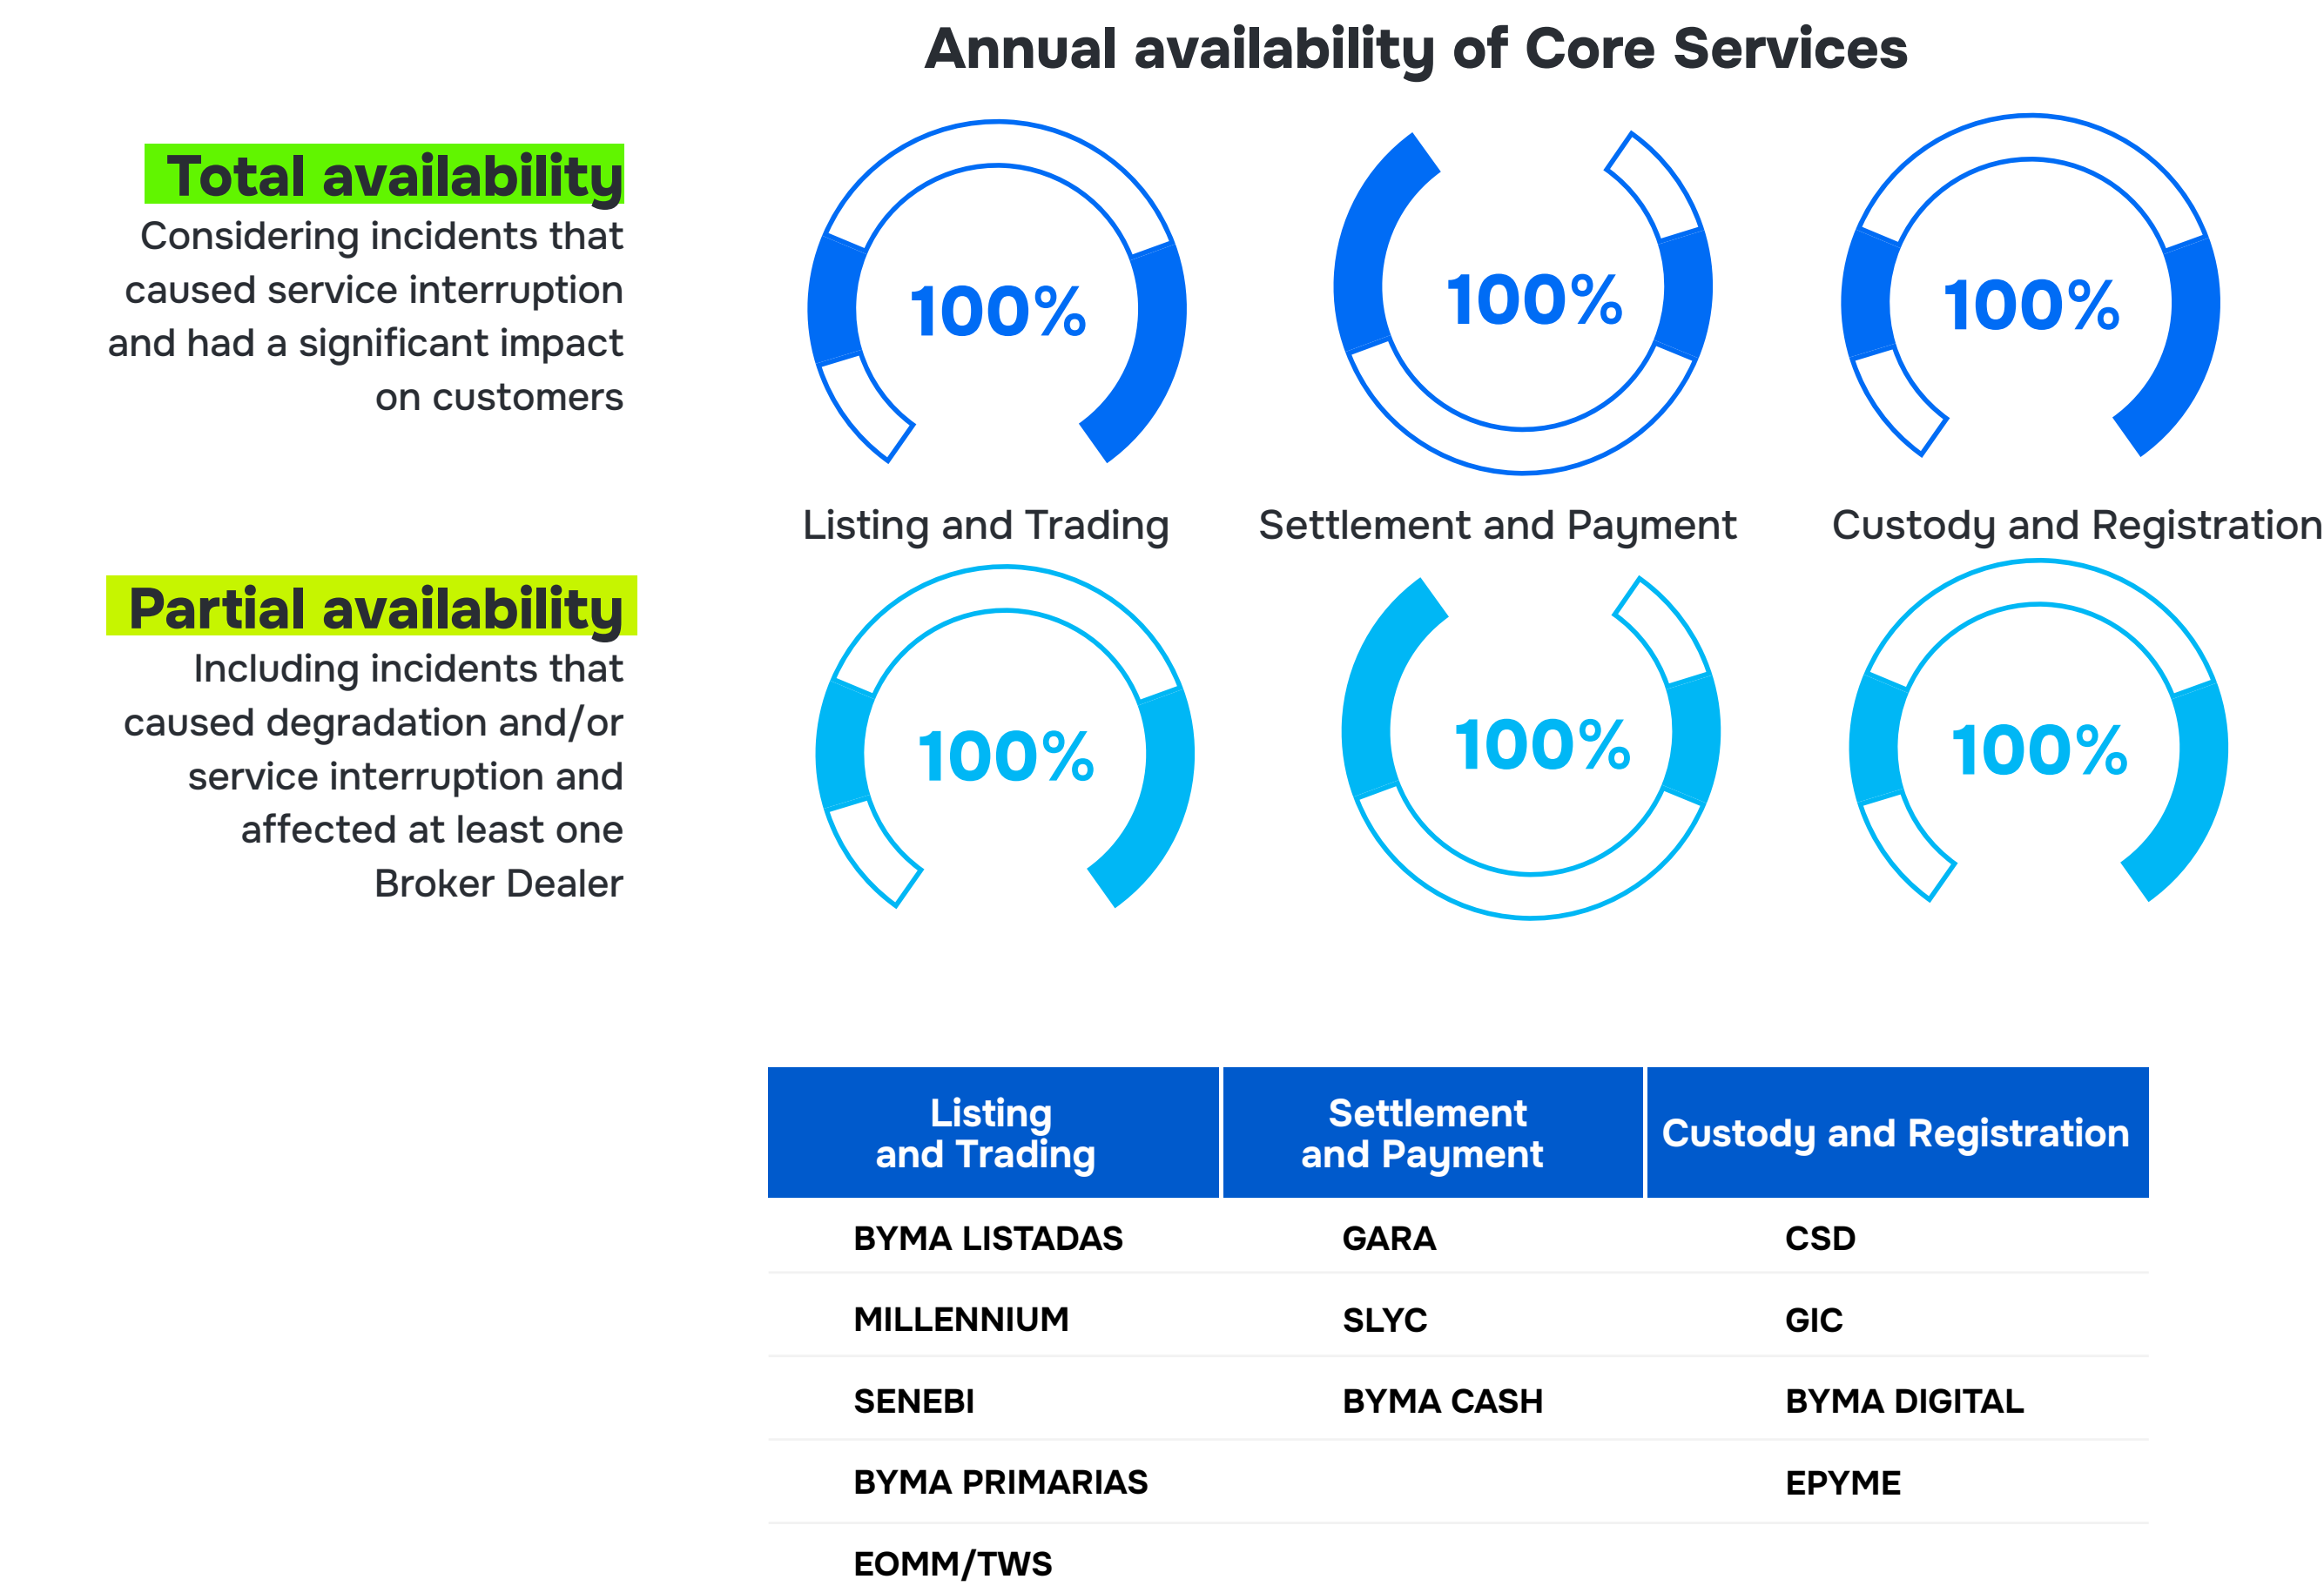 Annual availability of Core Services
Total availability
Considering incidents that
caused service interruption
and had a significant impact
on customers
100%
100%
100%
Listing and Trading
Settlement and Payment
Custody and Registration
Partial availability
Including incidents that
caused degradation and/or
service interruption and
affected at least one
Broker Dealer
100%
100%
100%
Listing
and Trading
Settlement
and Payment
Custody and Registration
BYMA LISTADAS
GARA
CSD
MILLENNIUM
SLYC
GIC
SENEBI
BYMA CASH
BYMA DIGITAL
BYMA PRIMARIAS
EPYME
EOMM/TWS